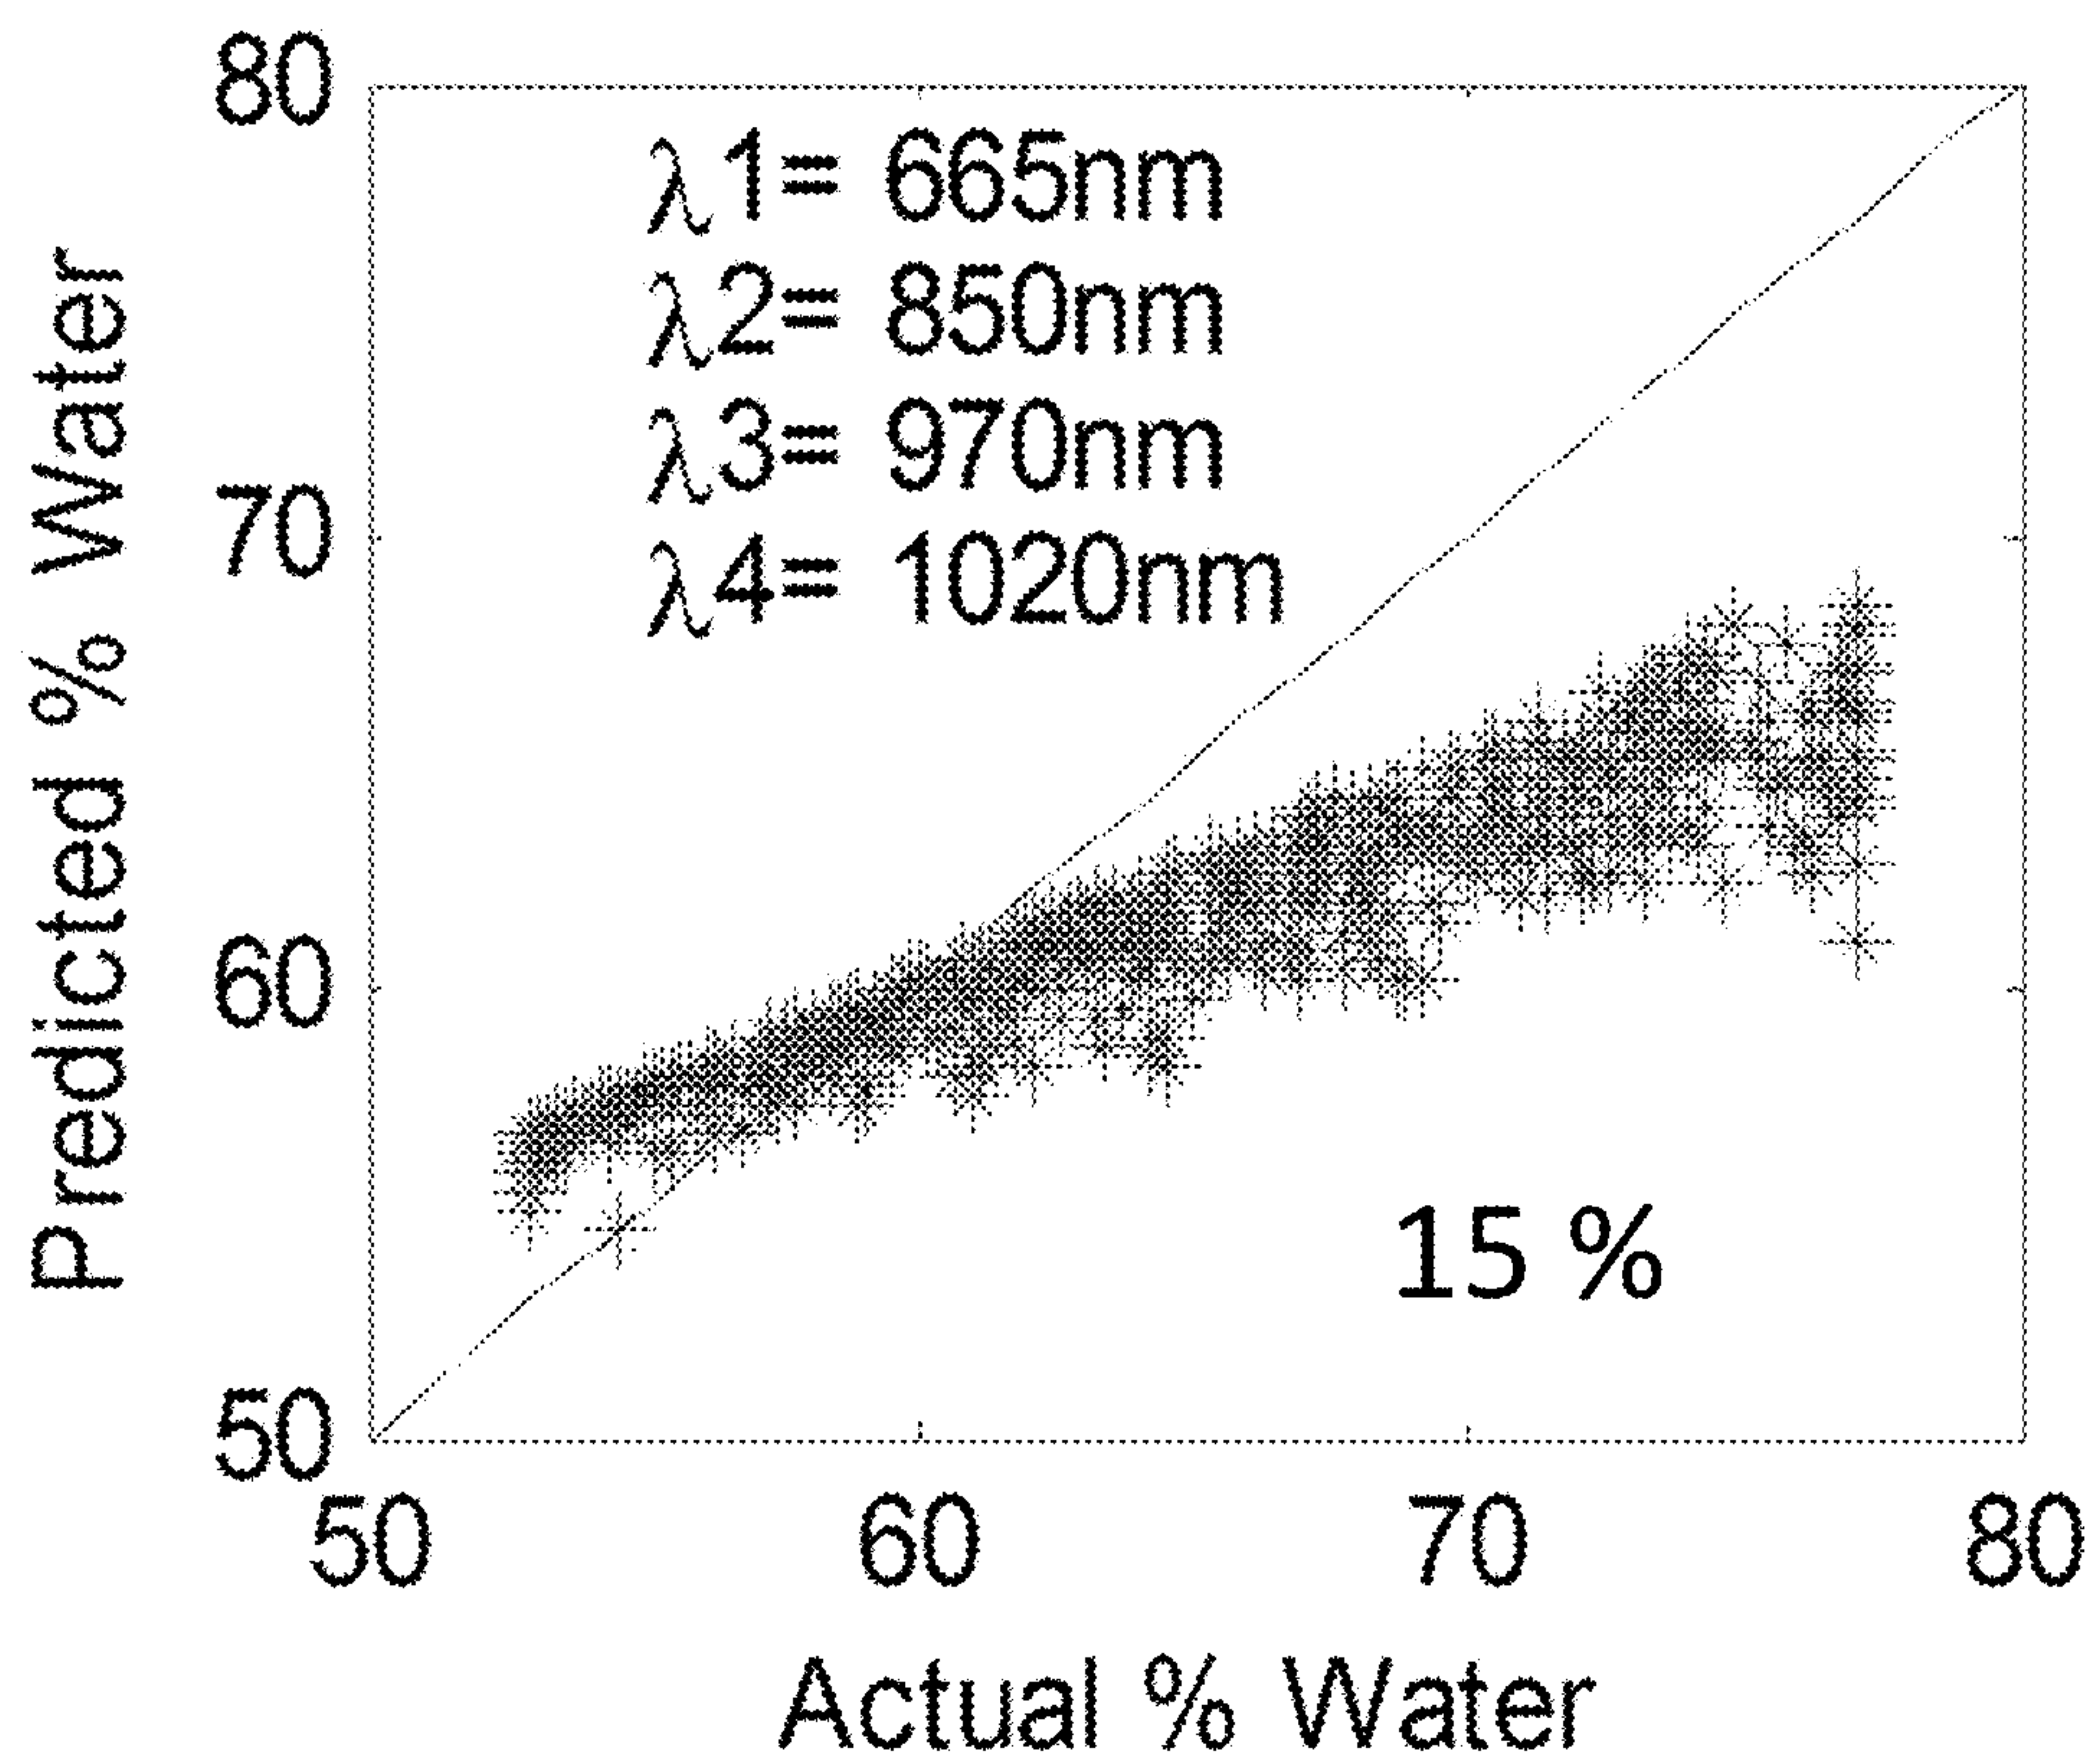 80
λ1= 665nm
λ2= 850nm
λ3= 970nm
λ4= 1020nm
70
60
50
Predicted % Water
15 %
50 60 70 80
Actual % Water